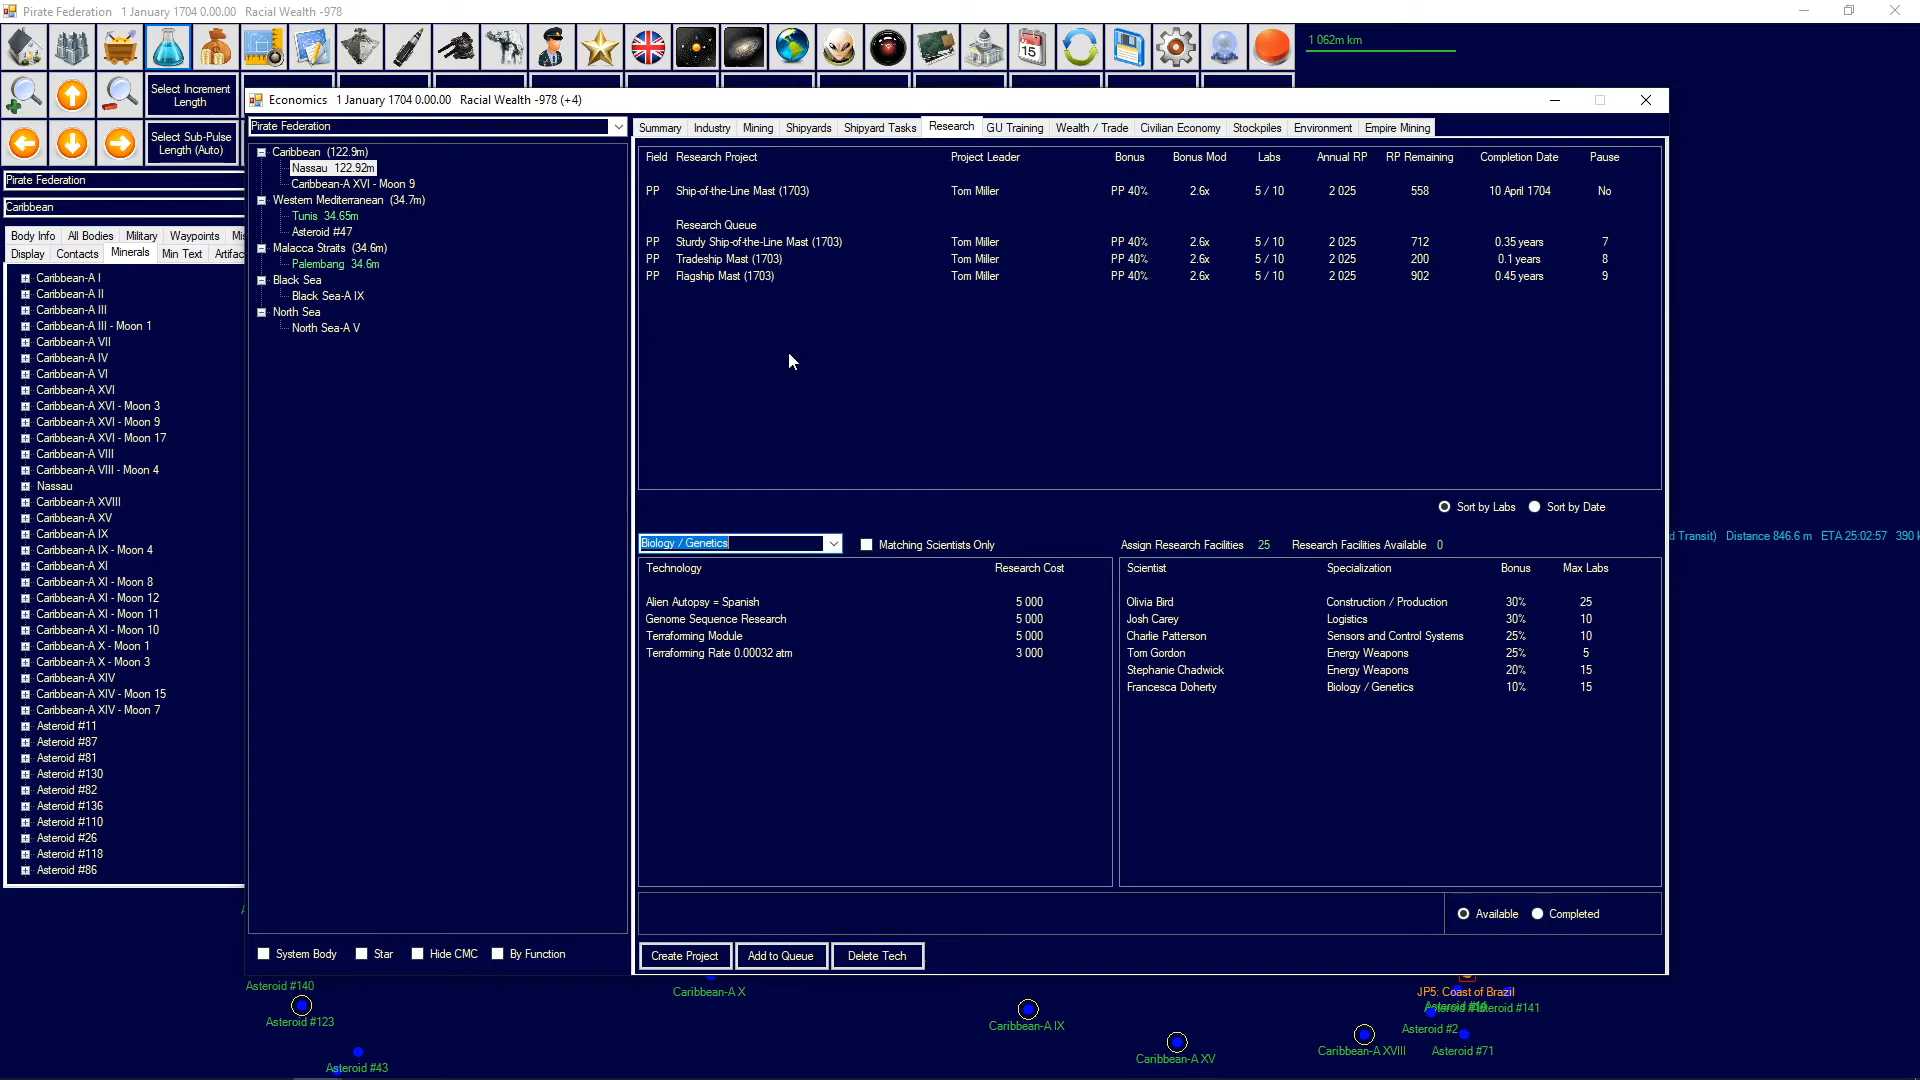 Pirate Federation   1 January 1704 0.00.00   Racial Wealth -978
15
1 062m km
Select Increment Length
Select Sub-Pulse Length (Auto)
Pirate Federation
Caribbean
Body Info   All Bodies   Military   Waypoints
Display   Contacts   Minerals   Min Text   Artifac
Caribbean-A I
Caribbean-A II
Caribbean-A III
Caribbean-A III - Moon 1
Caribbean-A VII
Caribbean-A IV
Caribbean-A VI
Caribbean-A XVI
Caribbean-A XVI - Moon 3
Caribbean-A XVI - Moon 9
Caribbean-A XVI - Moon 17
Caribbean-A VIII
Caribbean-A VIII - Moon 4
Nassau
Caribbean-A XVIII
Caribbean-A XV
Caribbean-A IX
Caribbean-A IX - Moon 4
Caribbean-A XI
Caribbean-A XI - Moon 8
Caribbean-A XI - Moon 12
Caribbean-A XI - Moon 11
Caribbean-A XI - Moon 10
Caribbean-A X - Moon 1
Caribbean-A X - Moon 3
Caribbean-A XIV
Caribbean-A XIV - Moon 15
Caribbean-A XIV - Moon 7
Asteroid #11
Asteroid #87
Asteroid #81
Asteroid #130
Asteroid #82
Asteroid #136
Asteroid #110
Asteroid #26
Asteroid #118
Asteroid #86
Economics   1 January 1704 0.00.00   Racial Wealth -978 (+4)
Pirate Federation
Caribbean (122.9m)
Nassau 122.92m
Caribbean-A XVI - Moon 9
Western Mediterranean (34.7m)
Tunis 34.65m
Asteroid #47
Malacca Straits (34.6m)
Palembang 34.6m
Black Sea
Black Sea-A IX
North Sea
North Sea-A V
System Body   Star   Hide CMC   By Function
Summary   Industry   Mining   Shipyards   Shipyard Tasks   Research   GU Training   Wealth / Trade   Civilian Economy   Stockpiles   Environment   Empire Mining
Field   Research Project   Project Leader   Bonus   Bonus Mod   Labs   Annual RP   RP Remaining   Completion Date   Pause
PP   Ship-of-the-Line Mast (1703)   Tom Miller   PP 40%   2.6x   5 / 10   2 025   558   10 April 1704   No
Research Queue
PP   Sturdy Ship-of-the-Line Mast (1703)   Tom Miller   PP 40%   2.6x   5 / 10   2 025   712   0.35 years   7
PP   Tradeship Mast (1703)   Tom Miller   PP 40%   2.6x   5 / 10   2 025   200   0.1 years   8
PP   Flagship Mast (1703)   Tom Miller   PP 40%   2.6x   5 / 10   2 025   902   0.45 years   9
Sort by Labs   Sort by Date
Biology / Genetics   Matching Scientists Only   Assign Research Facilities   25   Research Facilities Available   0
Technology   Research Cost
Alien Autopsy = Spanish   5 000
Genome Sequence Research   5 000
Terraforming Module   5 000
Terraforming Rate 0.00032 atm   3 000
Scientist   Specialization   Bonus   Max Labs
Olivia Bird   Construction / Production   30%   25
Josh Carey   Logistics   30%   10
Charlie Patterson   Sensors and Control Systems   25%   10
Tom Gordon   Energy Weapons   25%   5
Stephanie Chadwick   Energy Weapons   20%   15
Francesca Doherty   Biology / Genetics   10%   15
Available   Completed
Create Project   Add to Queue   Delete Tech
d Transit)   Distance 846.6 m   ETA 25:02:57   390
Asteroid #140
Asteroid #123
Asteroid #43
Caribbean-A X
Caribbean-A IX
Caribbean-A XV
Caribbean-A XVIII
JP5: Coast of Brazil
Asteroid #141
Asteroid #2
Asteroid #71